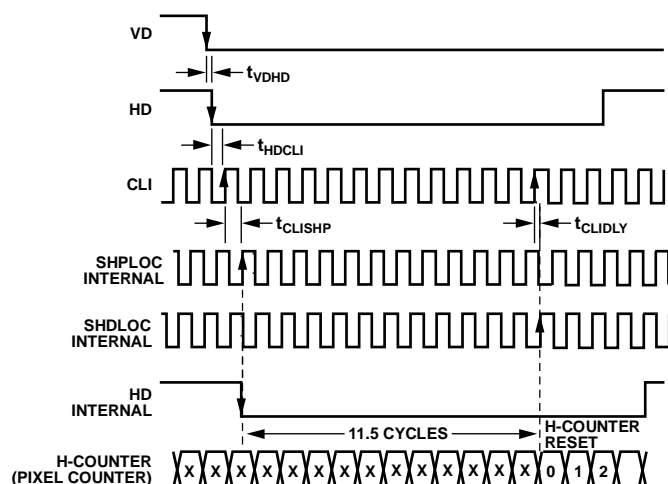 VD
tVDHD
HD
tHDCLI
CLI
tCLISHP
tCLIDLY
SHPLOC
INTERNAL
SHDLOC
INTERNAL
HD
INTERNAL
11.5 CYCLES
H-COUNTER
RESET
H-COUNTER
(PIXEL COUNTER)
X X X X X X X X X X X X X X 0 1 2